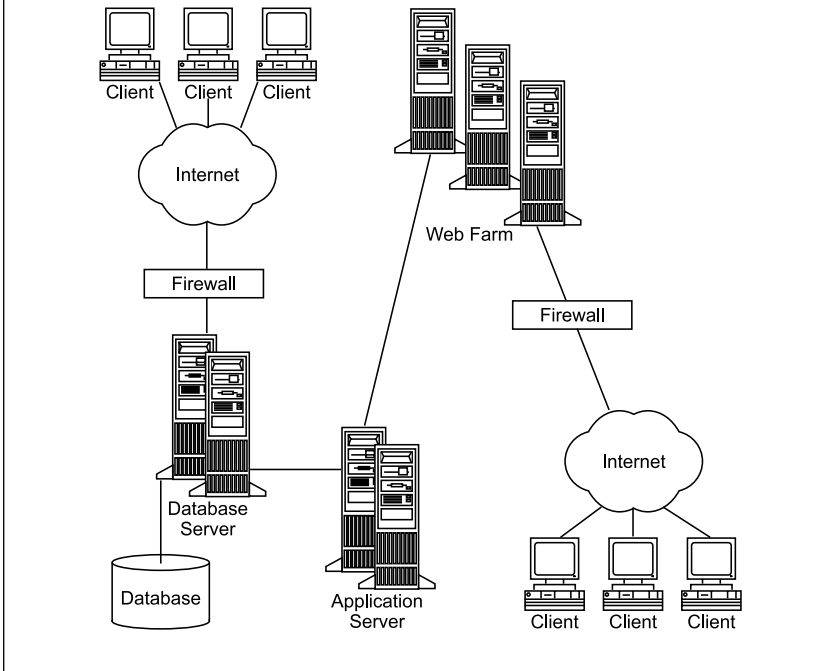 Client Client Client
Internet
Web Farm
Firewall
Firewall
Internet
Database
Server
Database
Application
Server
Client Client Client